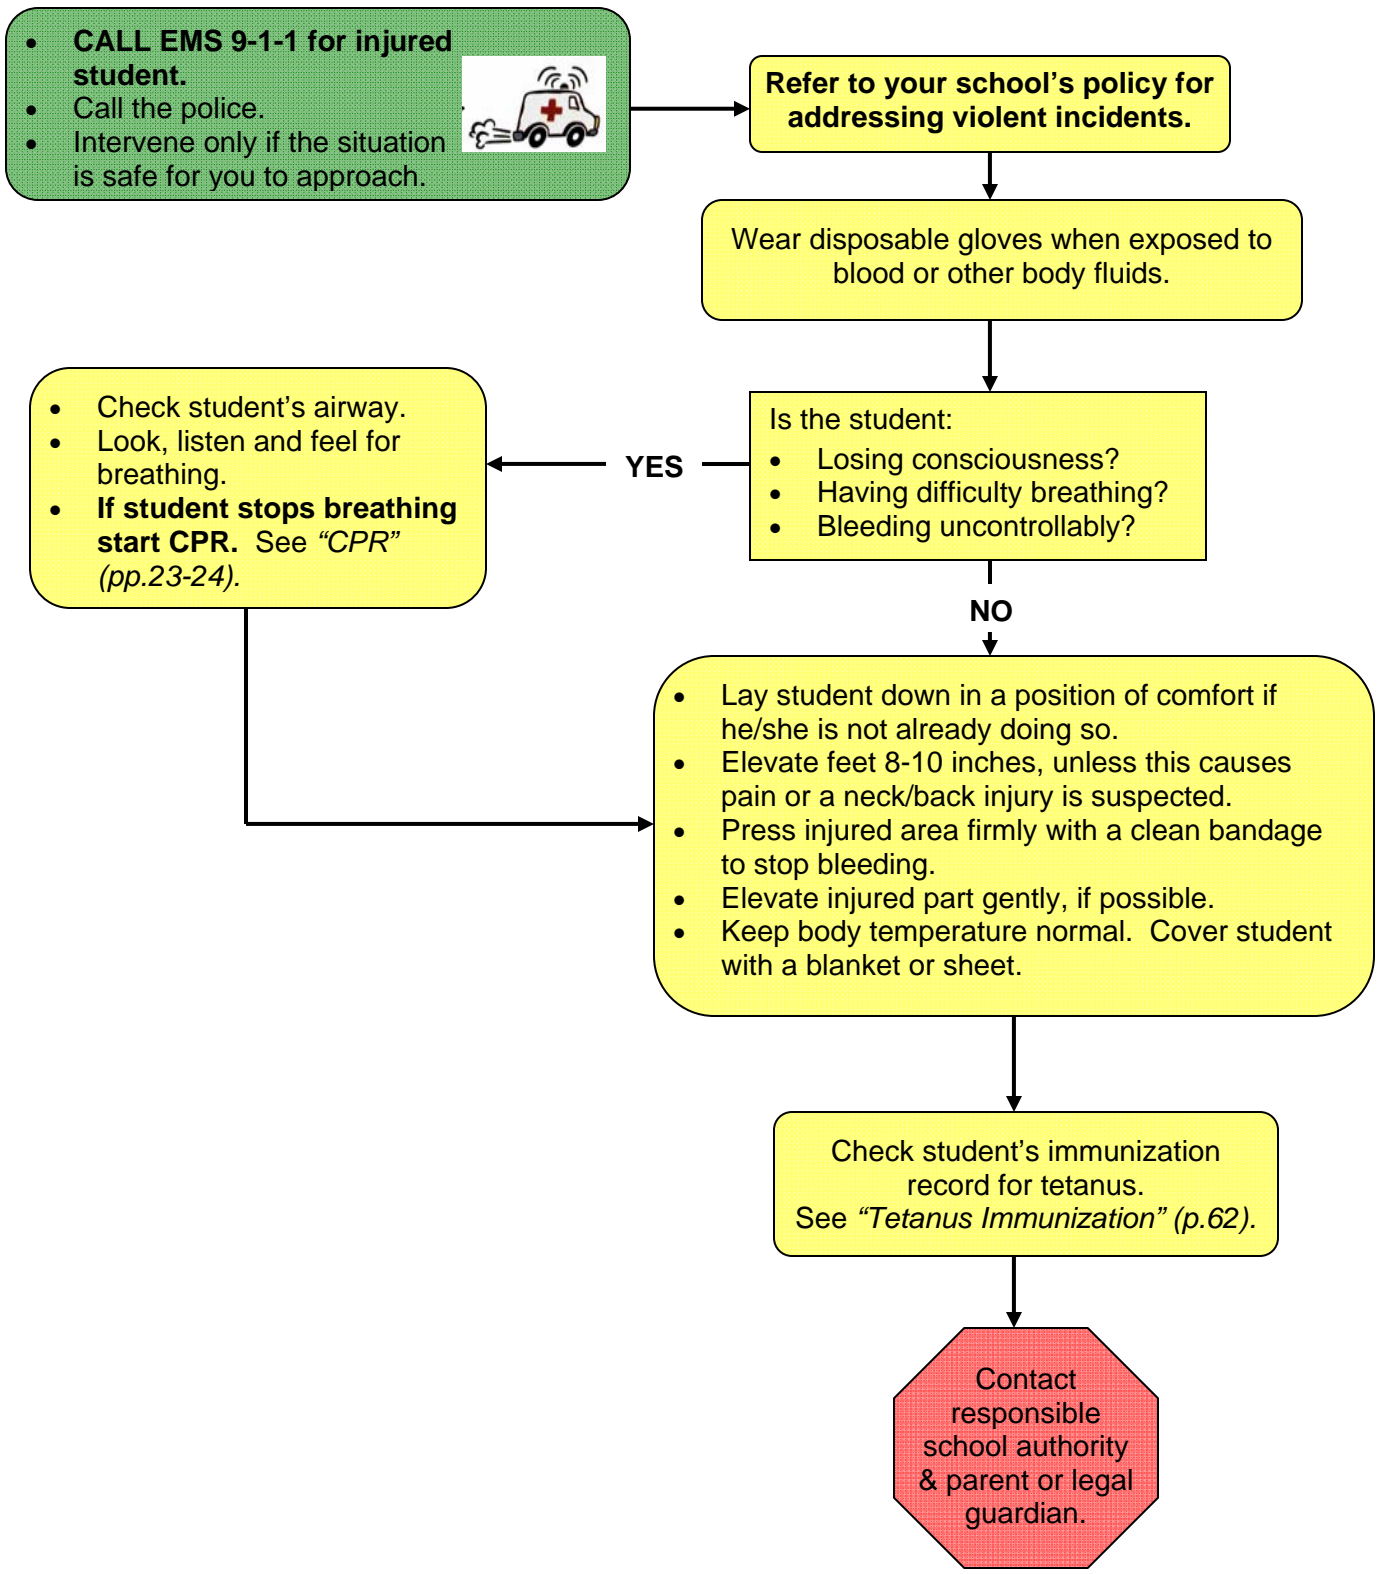 • CALL EMS 9-1-1 for injured
student.
• Call the police.
• Intervene only if the situation
is safe for you to approach.
Refer to your school’s policy for
addressing violent incidents.
Wear disposable gloves when exposed to
blood or other body fluids.
Is the student:
• Losing consciousness?
• Having difficulty breathing?
• Bleeding uncontrollably?
YES
• Check student’s airway.
• Look, listen and feel for
breathing.
• If student stops breathing
start CPR. See “CPR”
(pp.23-24).
NO
• Lay student down in a position of comfort if
he/she is not already doing so.
• Elevate feet 8-10 inches, unless this causes
pain or a neck/back injury is suspected.
• Press injured area firmly with a clean bandage
to stop bleeding.
• Elevate injured part gently, if possible.
• Keep body temperature normal. Cover student
with a blanket or sheet.
Check student’s immunization
record for tetanus.
See “Tetanus Immunization” (p.62).
Contact
responsible
school authority
& parent or legal
guardian.